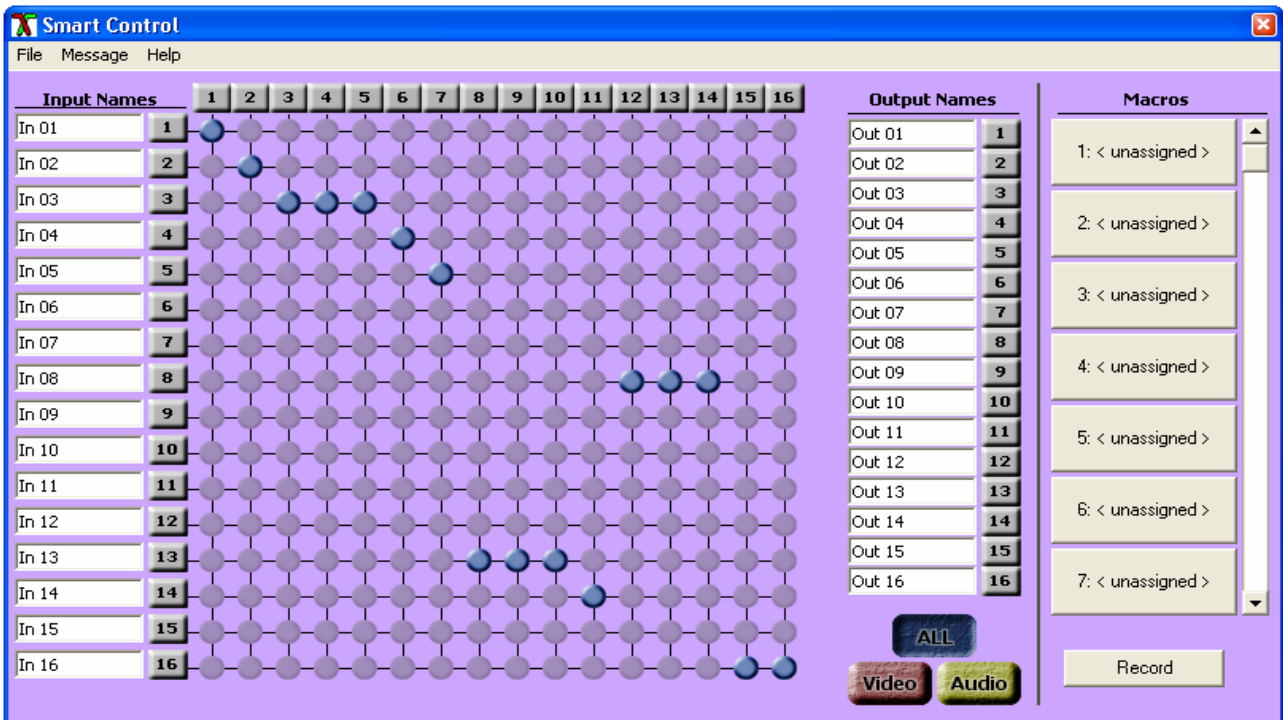 Smart Control
File Message Help
Input Names 1 2 3 4 5 6 7 8 9 10 11 12 13 14 15 16
In 01 1
In 02 2
In 03 3
In 04 4
In 05 5
In 06 6
In 07 7
In 08 8
In 09 9
In 10 10
In 11 11
In 12 12
In 13 13
In 14 14
In 15 15
In 16 16
Output Names
Out 01 1
Out 02 2
Out 03 3
Out 04 4
Out 05 5
Out 06 6
Out 07 7
Out 08 8
Out 09 9
Out 10 10
Out 11 11
Out 12 12
Out 13 13
Out 14 14
Out 15 15
Out 16 16
ALL
Video Audio
Macros
1: < unassigned >
2: < unassigned >
3: < unassigned >
4: < unassigned >
5: < unassigned >
6: < unassigned >
7: < unassigned >
Record